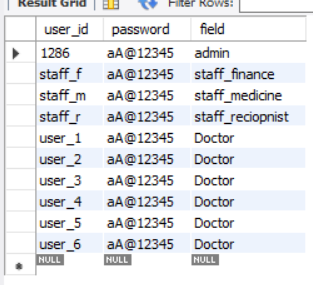 Result Grid Filter Rows:
user_id password field
1286 aA@12345 admin
staff_f aA@12345 staff_finance
staff_m aA@12345 staff_medicine
staff_r aA@12345 staff_reciopnist
user_1 aA@12345 Doctor
user_2 aA@12345 Doctor
user_3 aA@12345 Doctor
user_4 aA@12345 Doctor
user_5 aA@12345 Doctor
user_6 aA@12345 Doctor
NULL NULL NULL